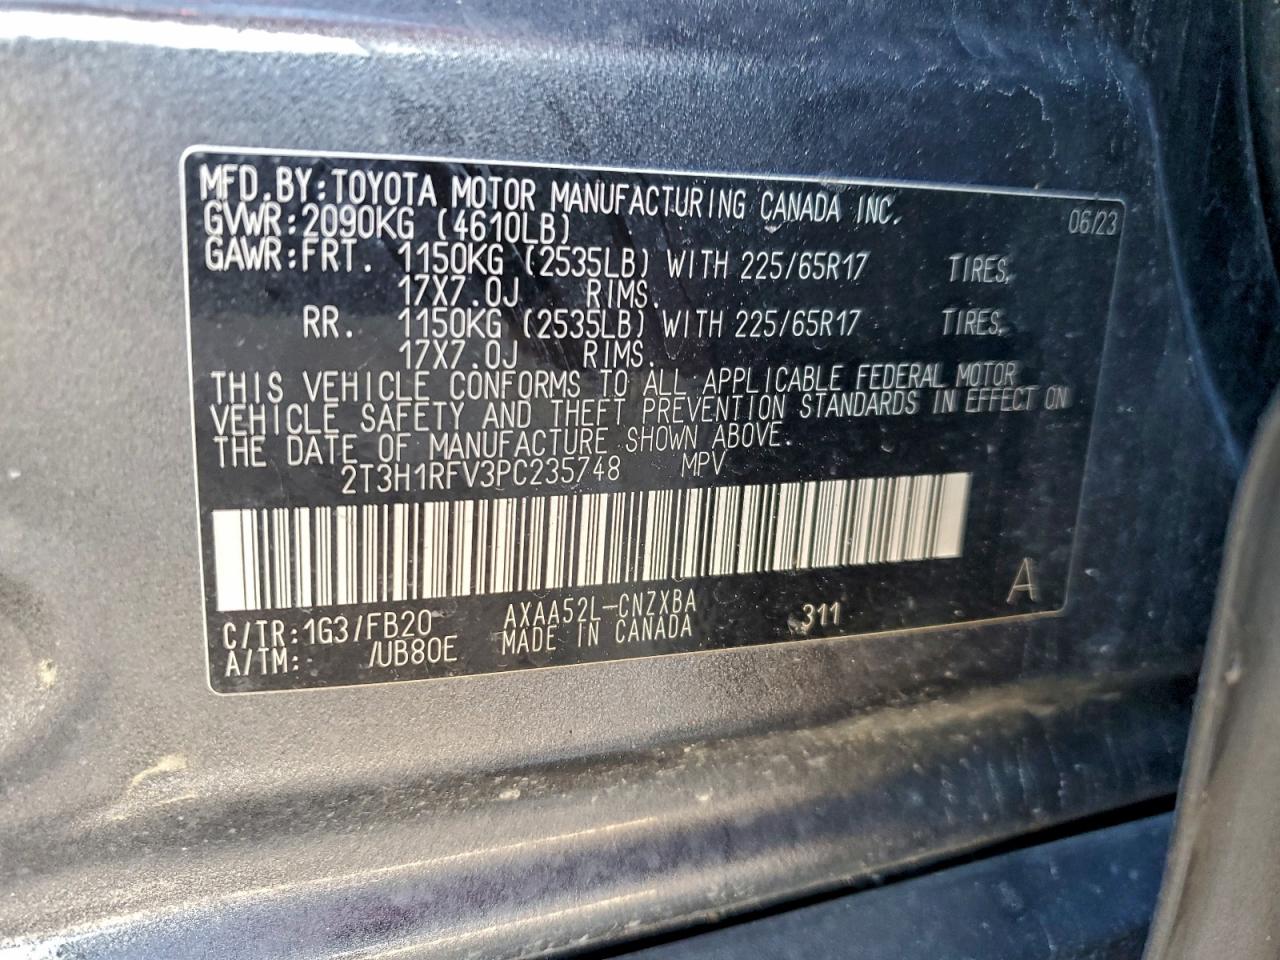 MFD.BY:TOYOTA MOTOR MANUFACTURING CANADA INC. 06/23
GVWR:2090KG (4610LB)
GAWR:FRT. 1150KG (2535LB) WITH 225/65R17 TIRES,
17X7.0J RIMS.
RR. 1150KG (2535LB) WITH 225/65R17 TIRES,
17X7.0J RIMS.
THIS VEHICLE CONFORMS TO ALL APPLICABLE FEDERAL MOTOR
VEHICLE SAFETY AND THEFT PREVENTION STANDARDS IN EFFECT ON
THE DATE OF MANUFACTURE SHOWN ABOVE.
2T3H1RFV3PC235748 MPV
C/TR:1G3/FB20 AXAA52L-CNZXBA 311 A
A/TM: /UB80E MADE IN CANADA